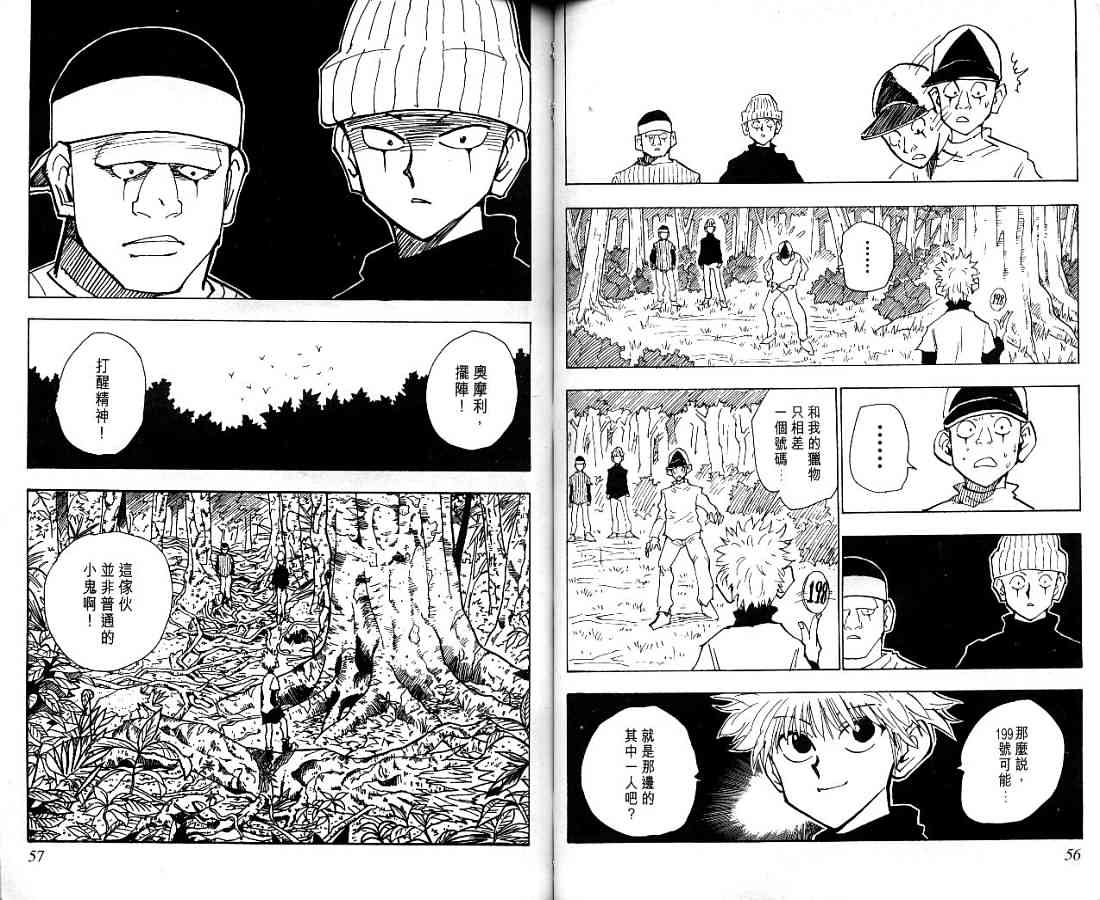 198
……
……
和我的獵物
只相差
一個號碼…
198
那麼説，
199號可能…
就是那邊的
其中一人吧？
56
奧摩利，
擺陣！
打醒精神！
這傢伙
並非普通的
小鬼啊！
57